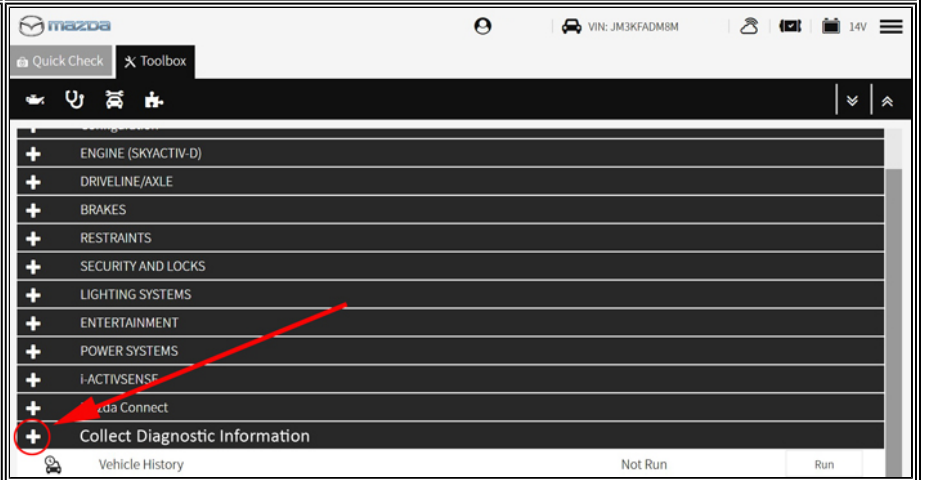 mazda
VIN: JM3KFADM8M
14V
Quick Check
Toolbox
ENGINE (SKYACTIV-D)
DRIVELINE/AXLE
BRAKES
RESTRAINTS
SECURITY AND LOCKS
LIGHTING SYSTEMS
ENTERTAINMENT
POWER SYSTEMS
i-ACTIVSENSE
Connect
Collect Diagnostic Information
Vehicle History Not Run Run